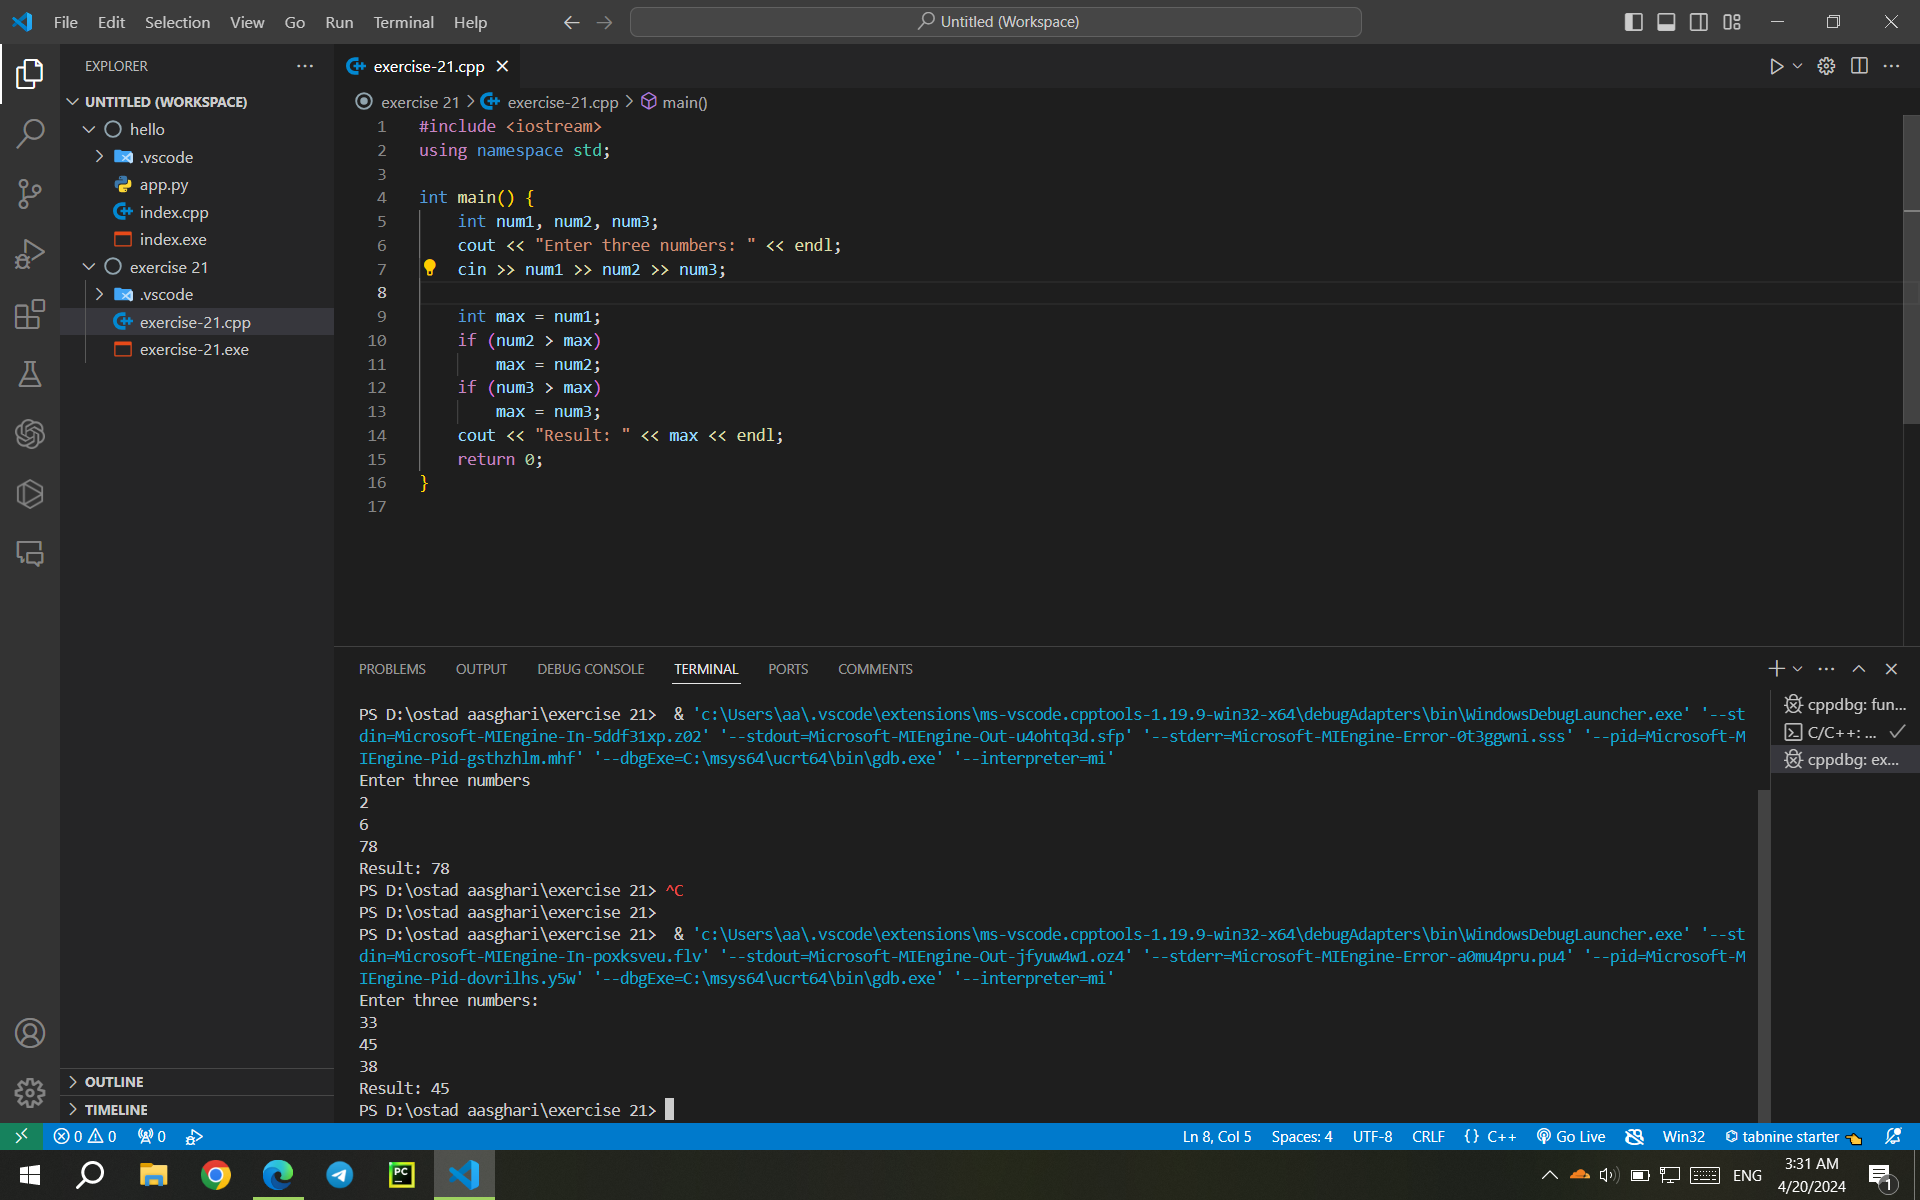 File Edit Selection View Go Run Terminal Help
Untitled (Workspace)
EXPLORER
UNTITLED (WORKSPACE)
hello
.vscode
app.py
index.cpp
index.exe
exercise 21
.vscode
exercise-21.cpp
exercise-21.exe
OUTLINE
TIMELINE
exercise-21.cpp
exercise 21 > exercise-21.cpp > main()
1 #include <iostream>
2 using namespace std;
3
4 int main() {
5 int num1, num2, num3;
6 cout << "Enter three numbers: " << endl;
7 cin >> num1 >> num2 >> num3;
8
9 int max = num1;
10 if (num2 > max)
11 max = num2;
12 if (num3 > max)
13 max = num3;
14 cout << "Result: " << max << endl;
15 return 0;
16 }
17
PROBLEMS OUTPUT DEBUG CONSOLE TERMINAL PORTS COMMENTS
PS D:\ostad aasghari\exercise 21>  & 'c:\Users\aa\.vscode\extensions\ms-vscode.cpptools-1.19.9-win32-x64\debugAdapters\bin\WindowsDebugLauncher.exe' '--st
din=Microsoft-MIEngine-In-5ddf31xp.z02' '--stdout=Microsoft-MIEngine-Out-u4ohtq3d.sfp' '--stderr=Microsoft-MIEngine-Error-0t3ggwni.sss' '--pid=Microsoft-M
IEngine-Pid-gsthzhlm.mhf' '--dbgExe=C:\msys64\ucrt64\bin\gdb.exe' '--interpreter=mi'
Enter three numbers
2
6
78
Result: 78
PS D:\ostad aasghari\exercise 21> ^C
PS D:\ostad aasghari\exercise 21>
PS D:\ostad aasghari\exercise 21>  & 'c:\Users\aa\.vscode\extensions\ms-vscode.cpptools-1.19.9-win32-x64\debugAdapters\bin\WindowsDebugLauncher.exe' '--st
din=Microsoft-MIEngine-In-poxksveu.flv' '--stdout=Microsoft-MIEngine-Out-jfyuw4w1.oz4' '--stderr=Microsoft-MIEngine-Error-a0mu4pru.pu4' '--pid=Microsoft-M
IEngine-Pid-dovrilhs.y5w' '--dbgExe=C:\msys64\ucrt64\bin\gdb.exe' '--interpreter=mi'
Enter three numbers:
33
45
38
Result: 45
PS D:\ostad aasghari\exercise 21>
cppdbg: fun...
C/C++: ...
cppdbg: ex...
0 0 0 Ln 8, Col 5 Spaces: 4 UTF-8 CRLF {} C++ Go Live Win32 tabnine starter
PC ENG 3:31 AM
4/20/2024
1